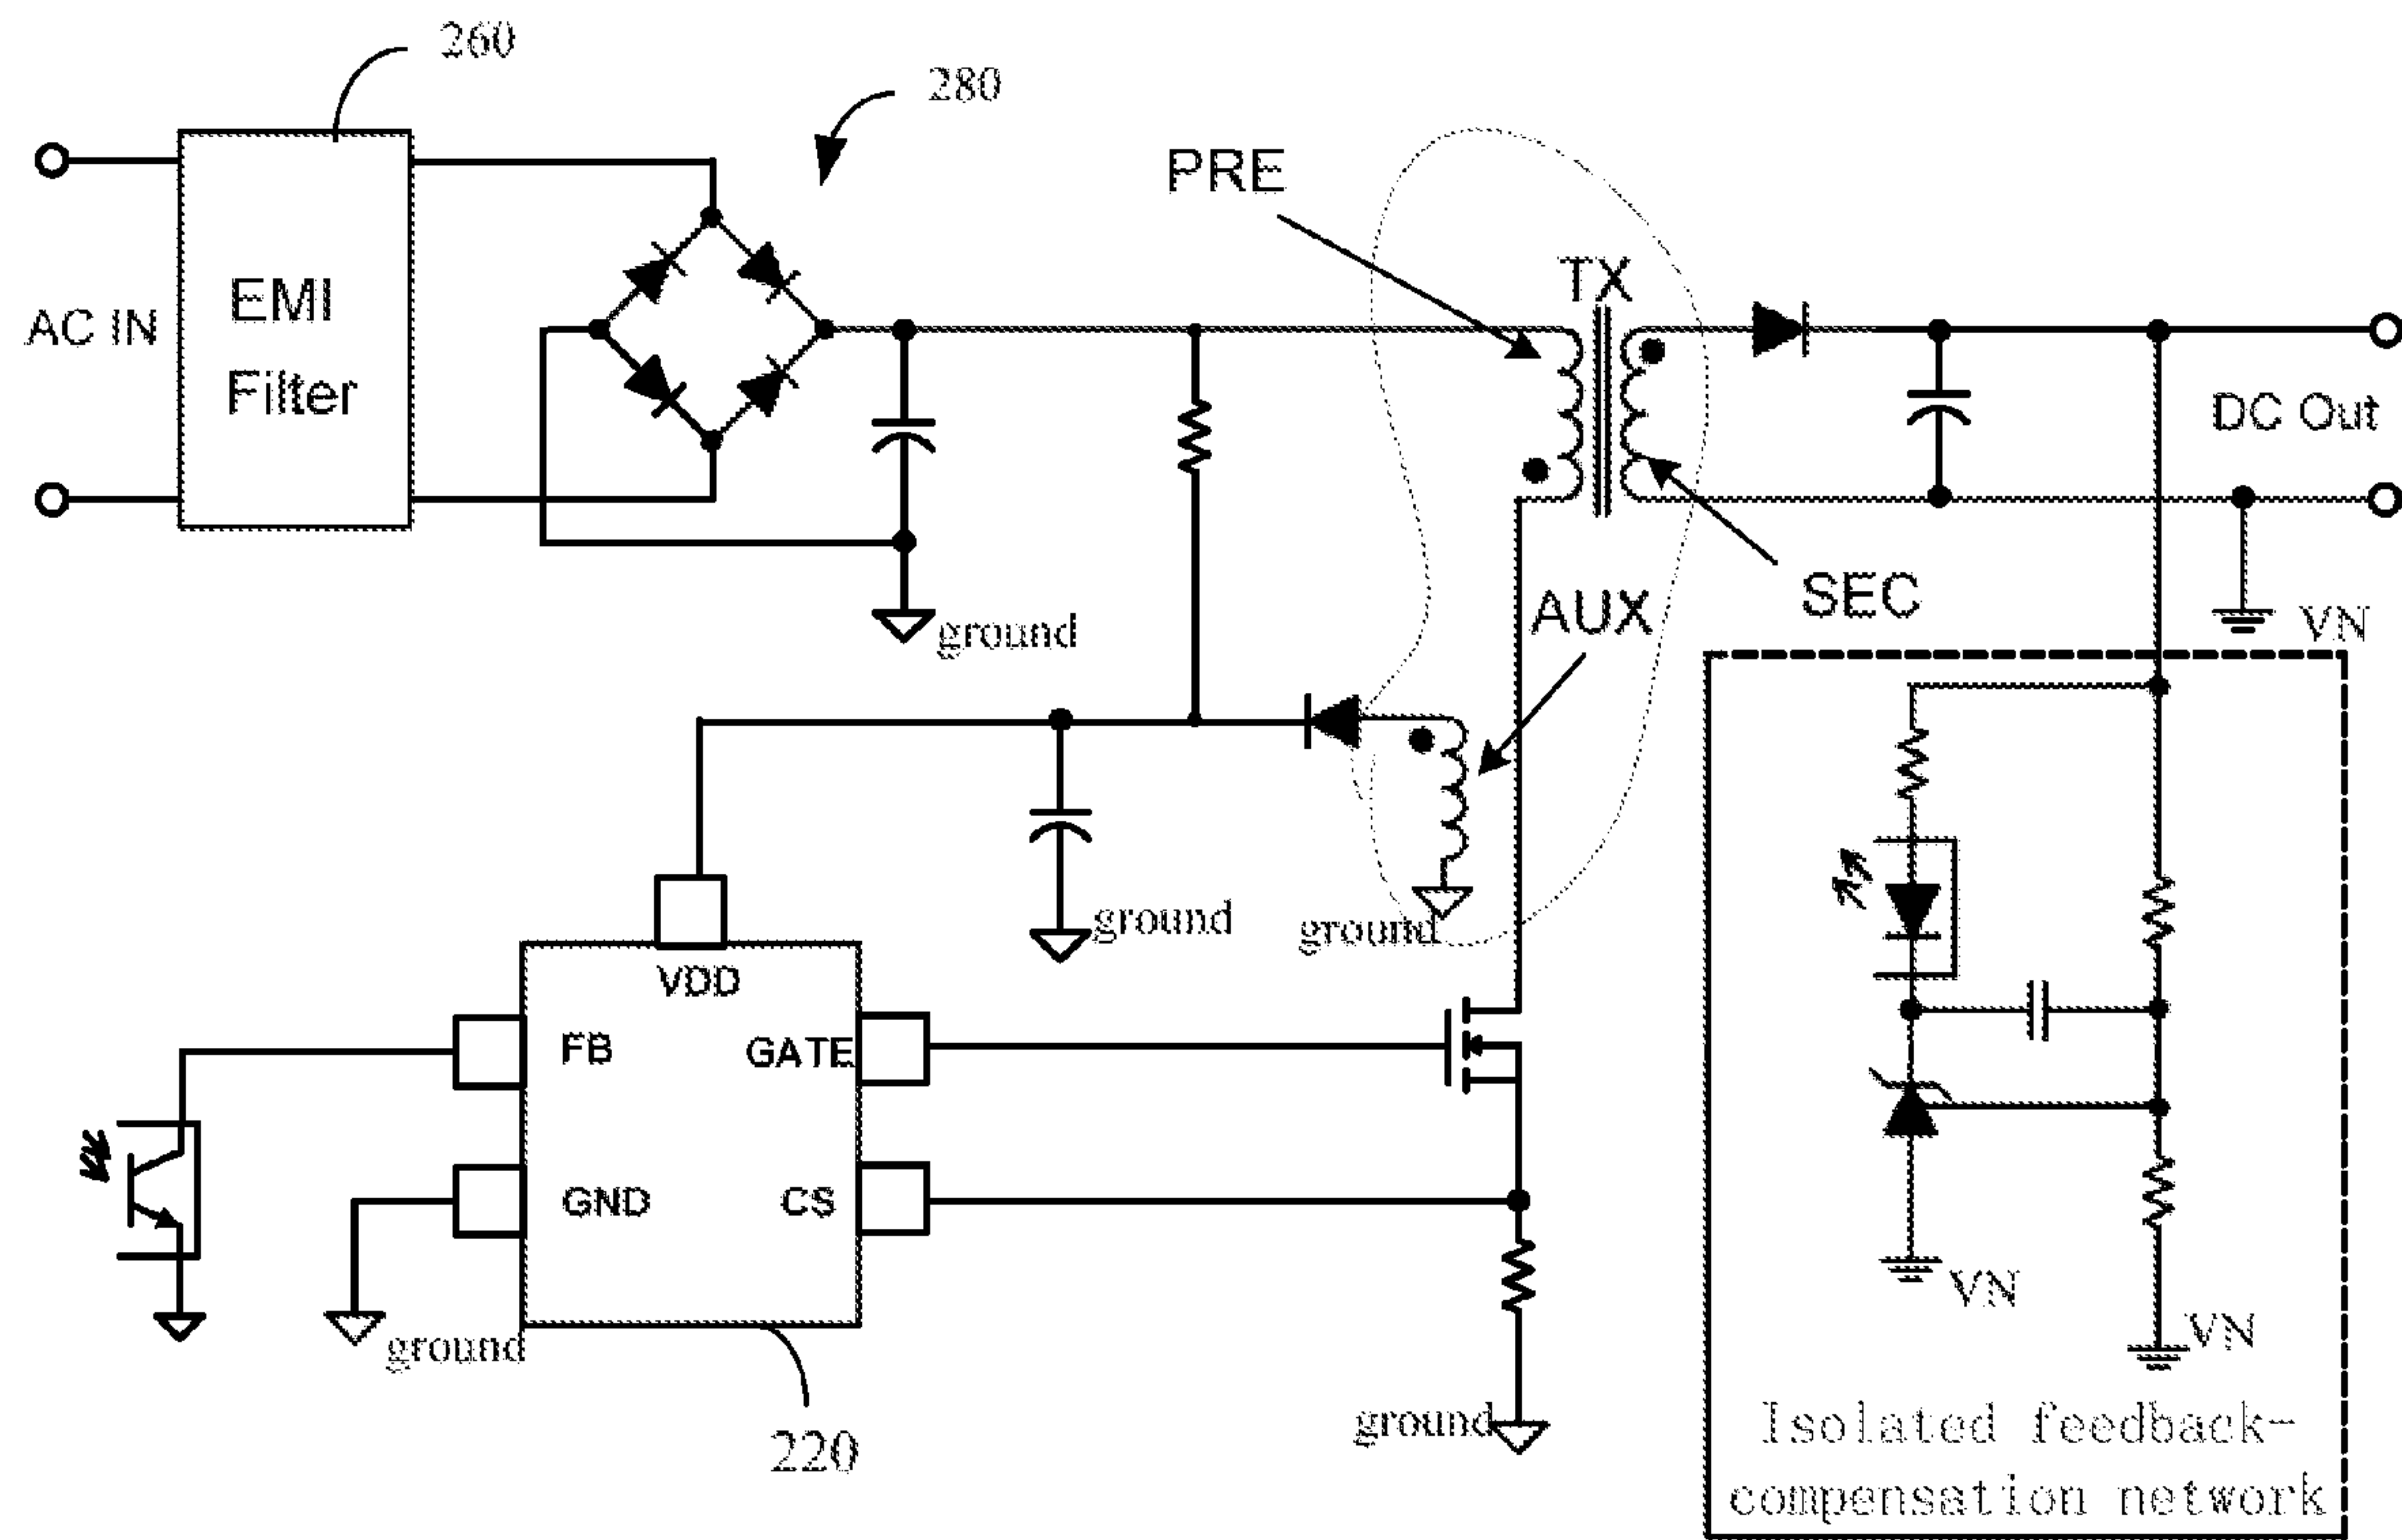 260
280
PRE
TX
AC IN
EMI
Filter
DC Out
SEC
AUX
VN
ground
ground
ground
VDD
FB
GATE
GND
CS
ground
VN
VN
ground
220
Isolated feedback-
compensation network